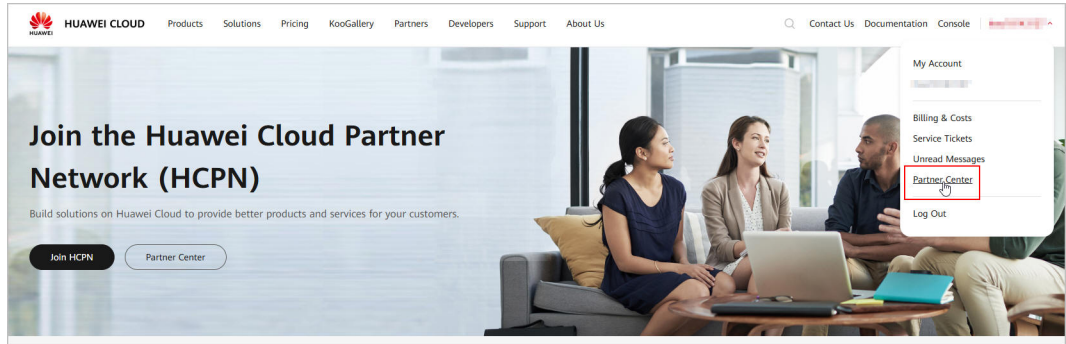 HUAWEI
HUAWEI CLOUD
Products
Solutions
Pricing
KooGallery
Partners
Developers
Support
About Us
Contact Us
Documentation
Console
My Account
Billing & Costs
Service Tickets
Unread Messages
Partner Center
Log Out
Join the Huawei Cloud Partner
Network (HCPN)
Build solutions on Huawei Cloud to provide better products and services for your customers.
Join HCPN
Partner Center